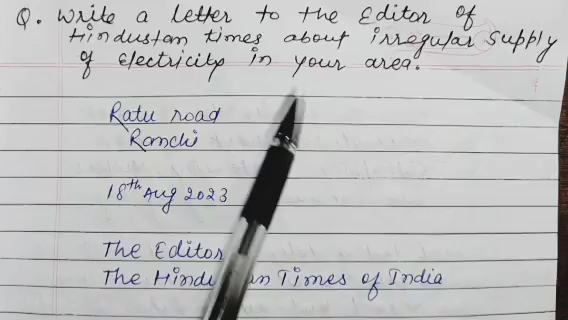 Q. Write a letter to the Editor of
Hindustan times about irregular supply
of electricity in your area.
Ratu road
Ranchi
18th Aug 2023
The Editor
The Times of India